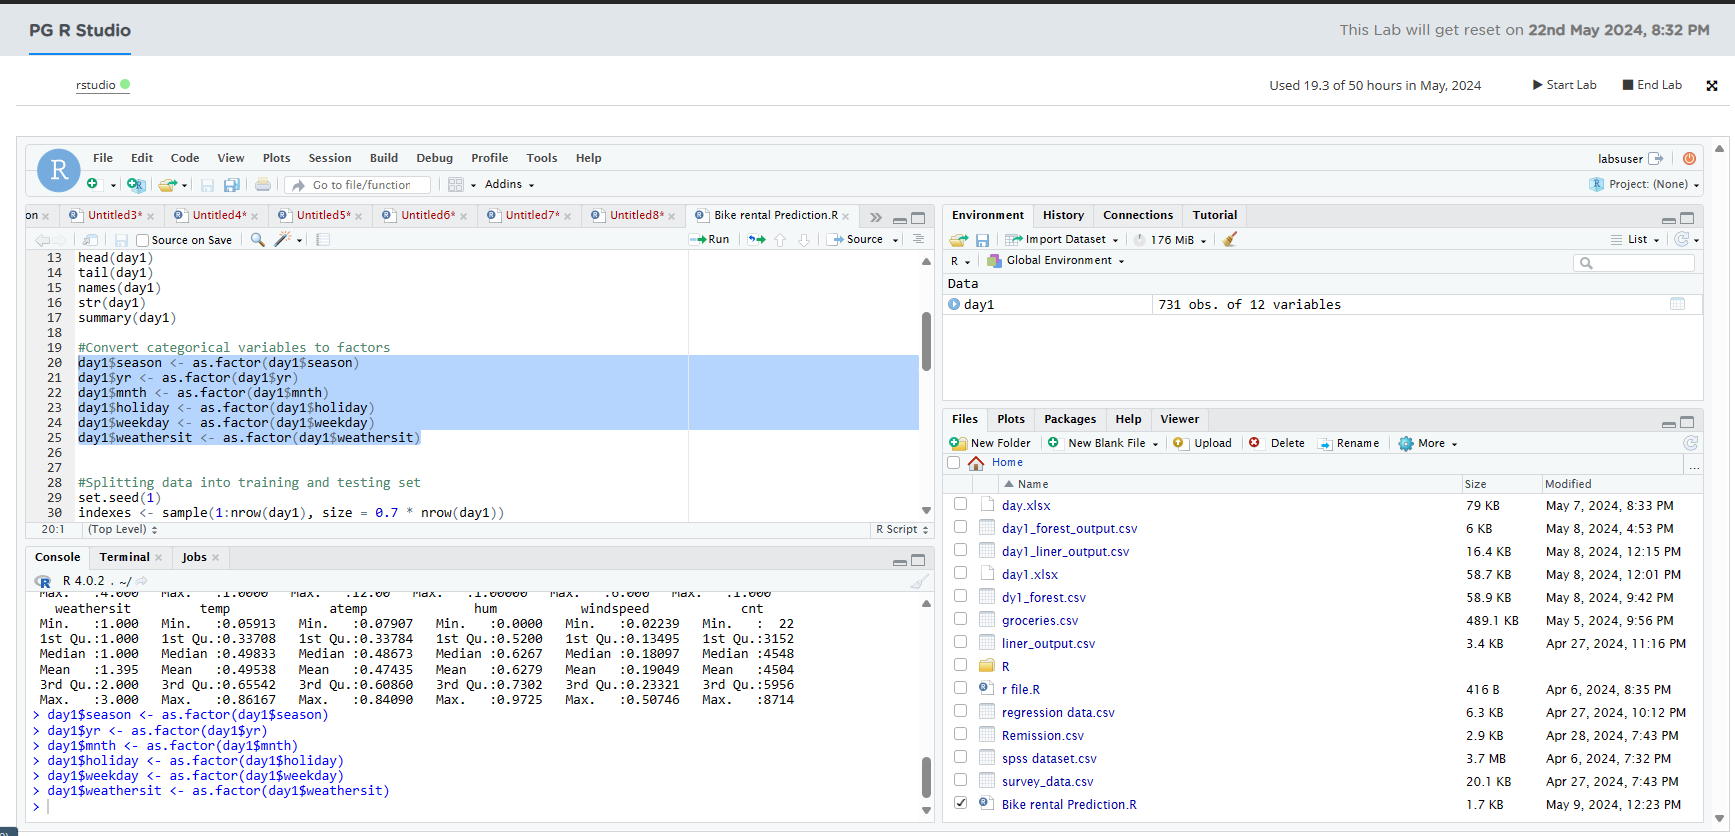 PG R Studio
This Lab will get reset on 22nd May 2024, 8:32 PM
rstudio
Used 19.3 of 50 hours in May, 2024
Start Lab
End Lab
R
File Edit Code View Plots Session Build Debug Profile Tools Help
labsuser
Go to file/function
Addins
Project: (None)
on
Untitled3*
Untitled4*
Untitled5*
Untitled6*
Untitled7*
Untitled8*
Bike rental Prediction.R
Source on Save
Run
Source
13 head(day1)
14 tail(day1)
15 names(day1)
16 str(day1)
17 summary(day1)
18
19 #Convert categorical variables to factors
20 day1$season <- as.factor(day1$season)
21 day1$yr <- as.factor(day1$yr)
22 day1$mnth <- as.factor(day1$mnth)
23 day1$holiday <- as.factor(day1$holiday)
24 day1$weekday <- as.factor(day1$weekday)
25 day1$weathersit <- as.factor(day1$weathersit)
26
27
28 #Splitting data into training and testing set
29 set.seed(1)
30 indexes <- sample(1:nrow(day1), size = 0.7 * nrow(day1))
20:1 (Top Level) R Script
Console Terminal Jobs
R R 4.0.2 . ~/
Max. :4.000 Max. :1.0000 Max. :12.00 Max. :1.00000 Max. :6.000 Max. :1.000
weathersit temp atemp hum windspeed cnt
Min. :1.000 Min. :0.05913 Min. :0.07907 Min. :0.0000 Min. :0.02239 Min. : 22
1st Qu.:1.000 1st Qu.:0.33708 1st Qu.:0.33784 1st Qu.:0.5200 1st Qu.:0.13495 1st Qu.:3152
Median :1.000 Median :0.49833 Median :0.48673 Median :0.6267 Median :0.18097 Median :4548
Mean :1.395 Mean :0.49538 Mean :0.47435 Mean :0.6279 Mean :0.19049 Mean :4504
3rd Qu.:2.000 3rd Qu.:0.65542 3rd Qu.:0.60860 3rd Qu.:0.7302 3rd Qu.:0.23321 3rd Qu.:5956
Max. :3.000 Max. :0.86167 Max. :0.84090 Max. :0.9725 Max. :0.50746 Max. :8714
> day1$season <- as.factor(day1$season)
> day1$yr <- as.factor(day1$yr)
> day1$mnth <- as.factor(day1$mnth)
> day1$holiday <- as.factor(day1$holiday)
> day1$weekday <- as.factor(day1$weekday)
> day1$weathersit <- as.factor(day1$weathersit)
>
Environment History Connections Tutorial
Import Dataset 176 MiB List
R Global Environment
Data
day1 731 obs. of 12 variables
Files Plots Packages Help Viewer
New Folder New Blank File Upload Delete Rename More
Home ...
Name Size Modified
day.xlsx 79 KB May 7, 2024, 8:33 PM
day1_forest_output.csv 6 KB May 8, 2024, 4:53 PM
day1_liner_output.csv 16.4 KB May 8, 2024, 12:15 PM
day1.xlsx 58.7 KB May 8, 2024, 12:01 PM
dy1_forest.csv 58.9 KB May 8, 2024, 9:42 PM
groceries.csv 489.1 KB May 5, 2024, 9:56 PM
liner_output.csv 3.4 KB Apr 27, 2024, 11:16 PM
R
r file.R 416 B Apr 6, 2024, 8:35 PM
regression data.csv 6.3 KB Apr 27, 2024, 10:12 PM
Remission.csv 2.9 KB Apr 28, 2024, 7:43 PM
spss dataset.csv 3.7 MB Apr 6, 2024, 7:32 PM
survey_data.csv 20.1 KB Apr 27, 2024, 7:43 PM
Bike rental Prediction.R 1.7 KB May 9, 2024, 12:23 PM